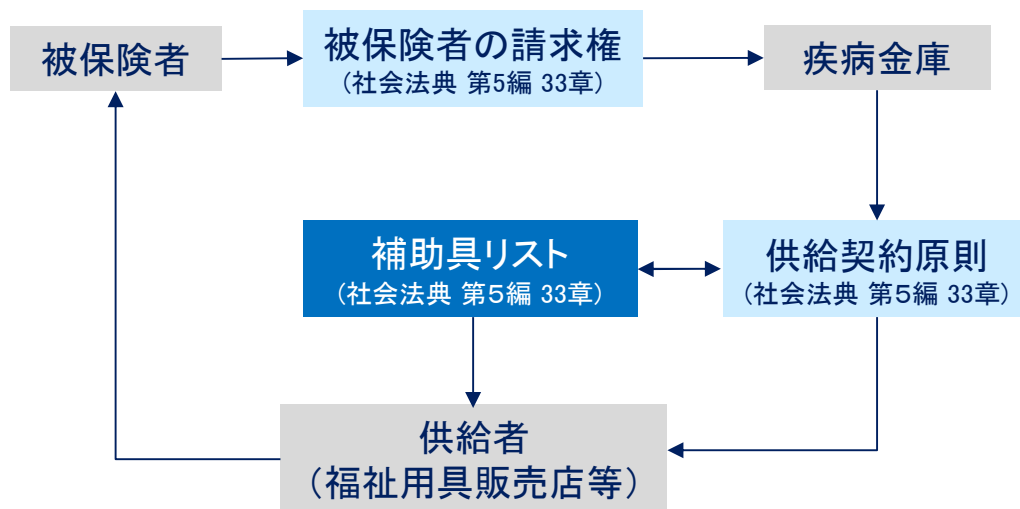 被保険者
被保険者の請求権
(社会法典 第5編 33章)
疾病金庫
補助具リスト
(社会法典 第5編 33章)
供給契約原則
(社会法典 第5編 33章)
供給者
(福祉用具販売店等)